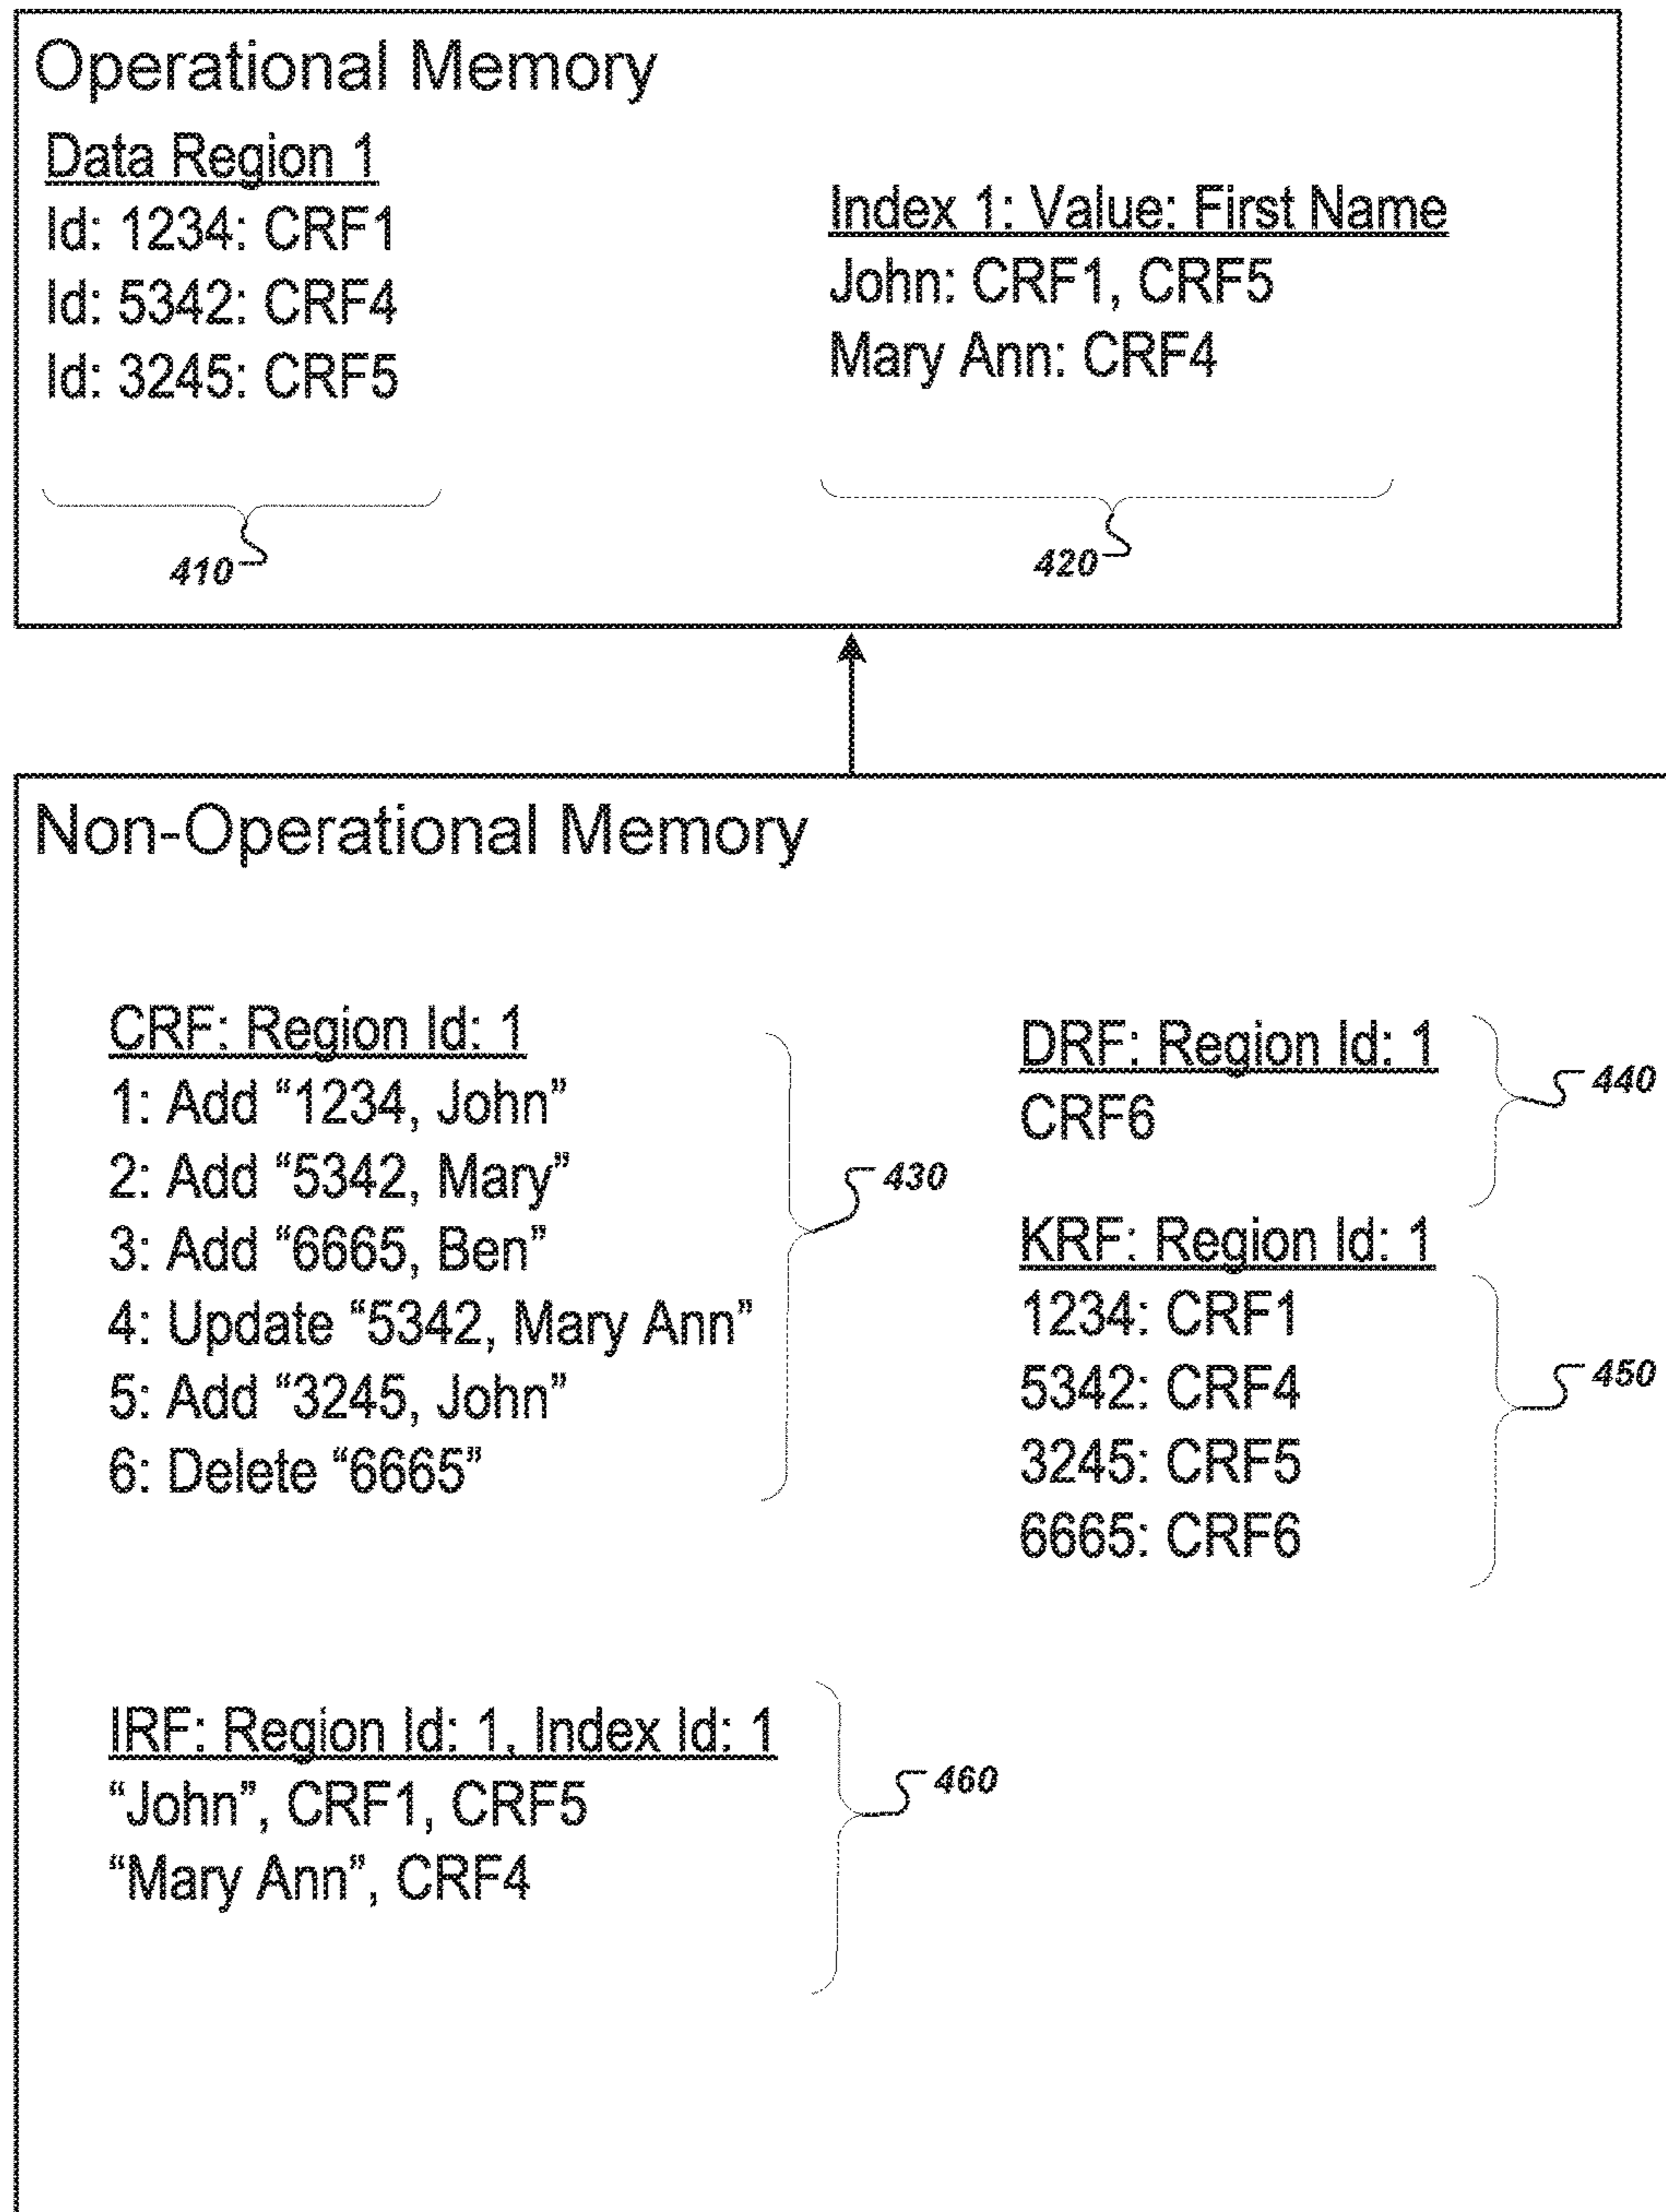 Operational Memory
Data Region 1
Id: 1234: CRF1
Id: 5342: CRF4
Id: 3245: CRF5
410
Index 1: Value: First Name
John: CRF1, CRF5
Mary Ann: CRF4
420
Non-Operational Memory
CRF: Region Id: 1
1: Add “1234, John”
2: Add “5342, Mary”
3: Add “6665, Ben”
4: Update “5342, Mary Ann”
5: Add “3245, John”
6: Delete “6665”
430
DRF: Region Id: 1
CRF6
440
KRF: Region Id: 1
1234: CRF1
5342: CRF4
3245: CRF5
6665: CRF6
450
IRF: Region Id: 1, Index Id: 1
“John”, CRF1, CRF5
“Mary Ann”, CRF4
460